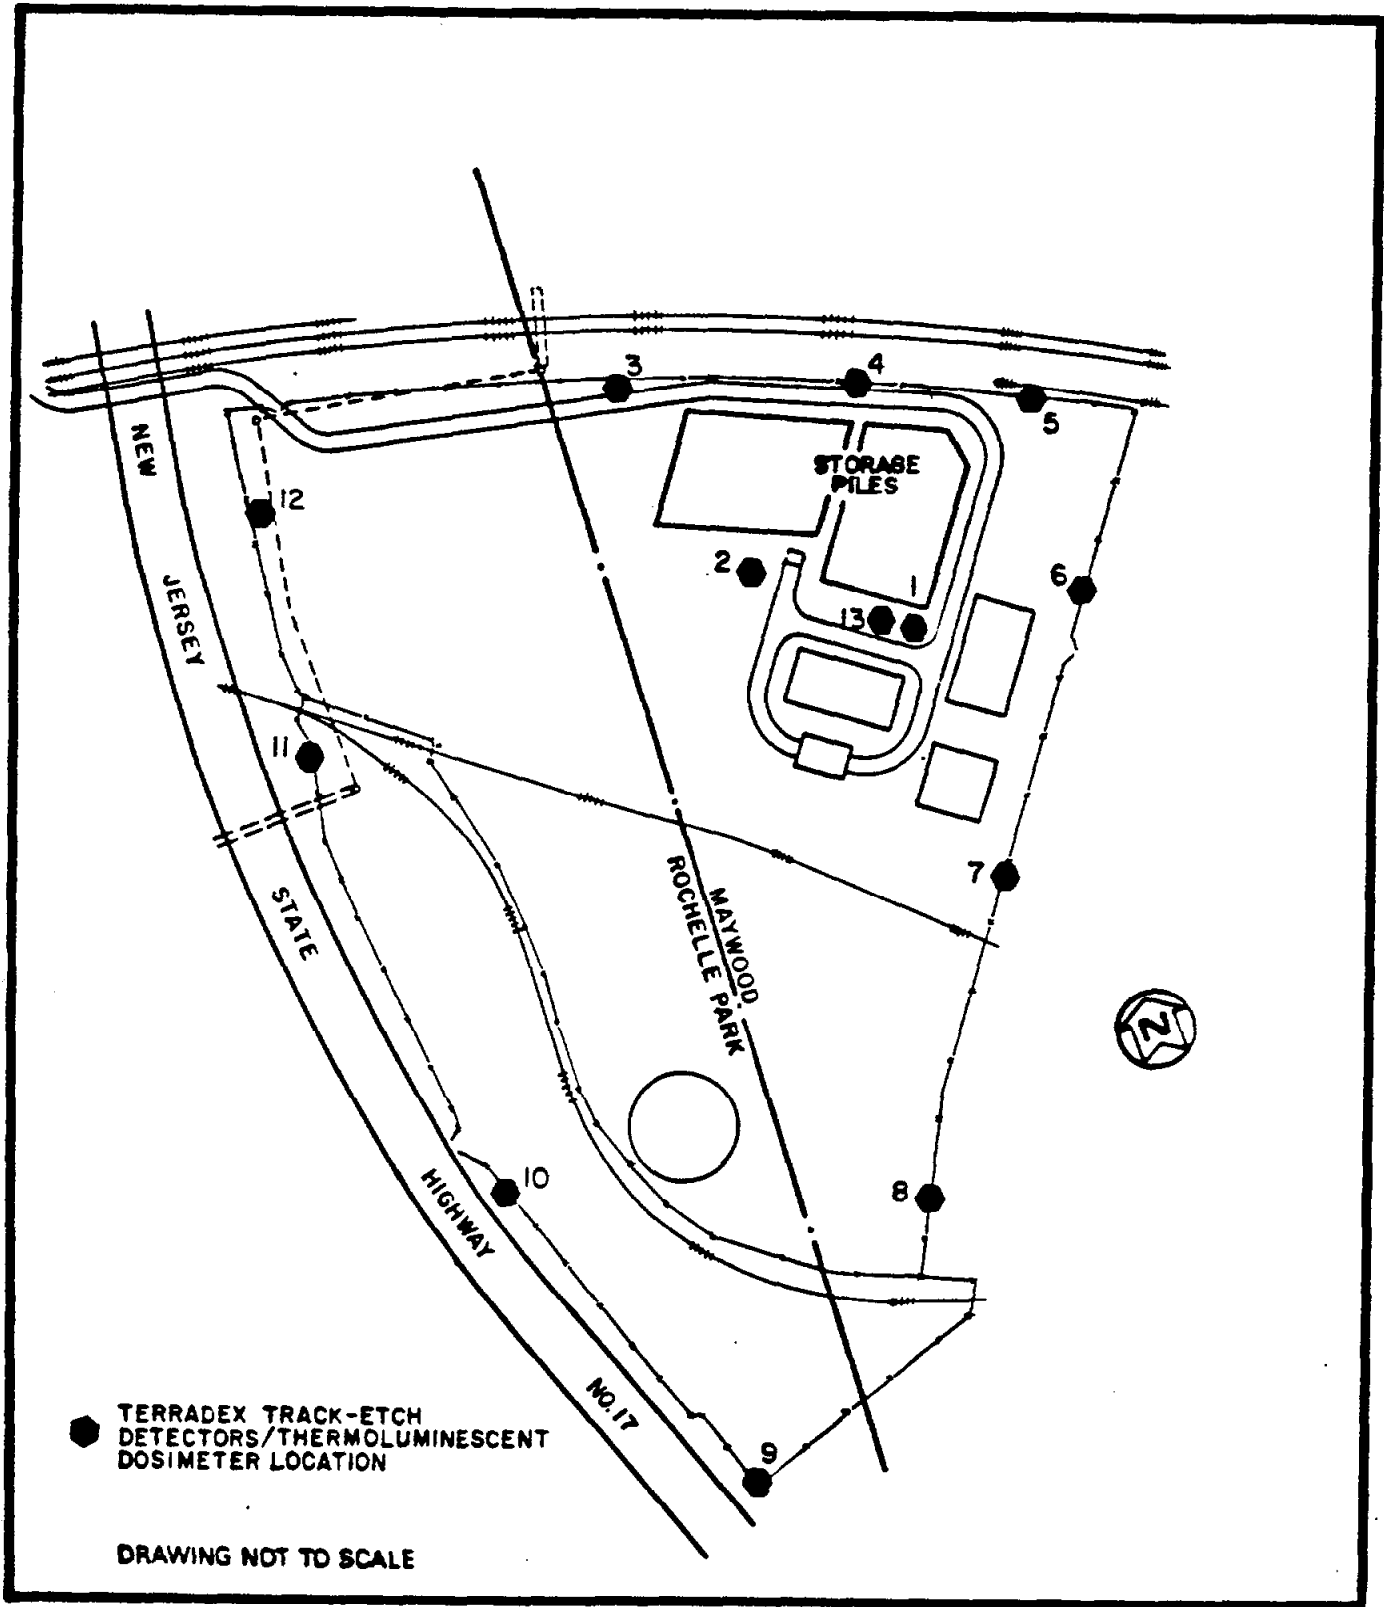 3
4
5
NEW
STORAGE
PILES
12
2
6
1
JERSEY
13
11
7
MAYWOOD
ROCHELLE PARK
STATE
N
8
10
HIGHWAY
NO.17
TERRADEX TRACK-ETCH
DETECTORS/THERMOLUMINESCENT
DOSIMETER LOCATION
9
DRAWING NOT TO SCALE